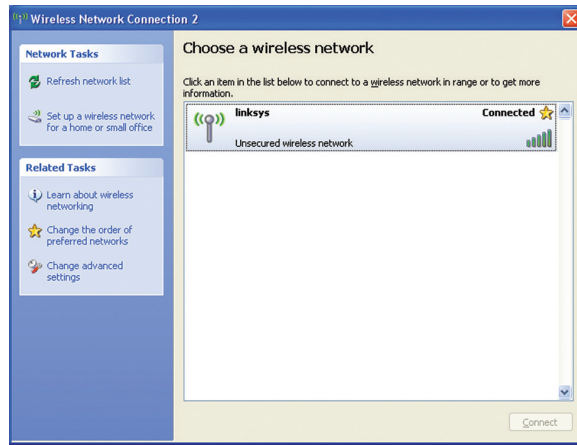 Wireless Network Connection 2
Network Tasks
Refresh network list
Set up a wireless network
for a home or small office
Related Tasks
Learn about wireless
networking
Change the order of
preferred networks
Change advanced
settings
Choose a wireless network
Click an item in the list below to connect to a wireless network in range or to get more
information.
linksys
Connected
Unsecured wireless network
Connect